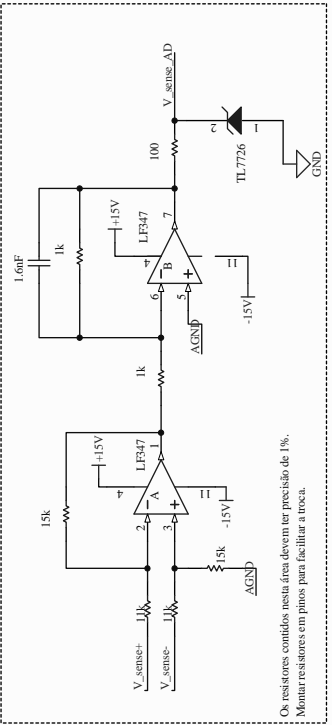 V_sense+
V_sense-
11k
11k
15k
15k
AGND
2
3
A
4
11
1
LF347
+15V
-15V
1k
1k
1.6nF
6
5
AGND
B
4
11
7
LF347
+15V
-15V
100
V_sense_AD
2
1
TL7726
GND
Os resistores contidos nesta área devem ter precisão de 1%.
Montar resistores em pinos para facilitar a troca.